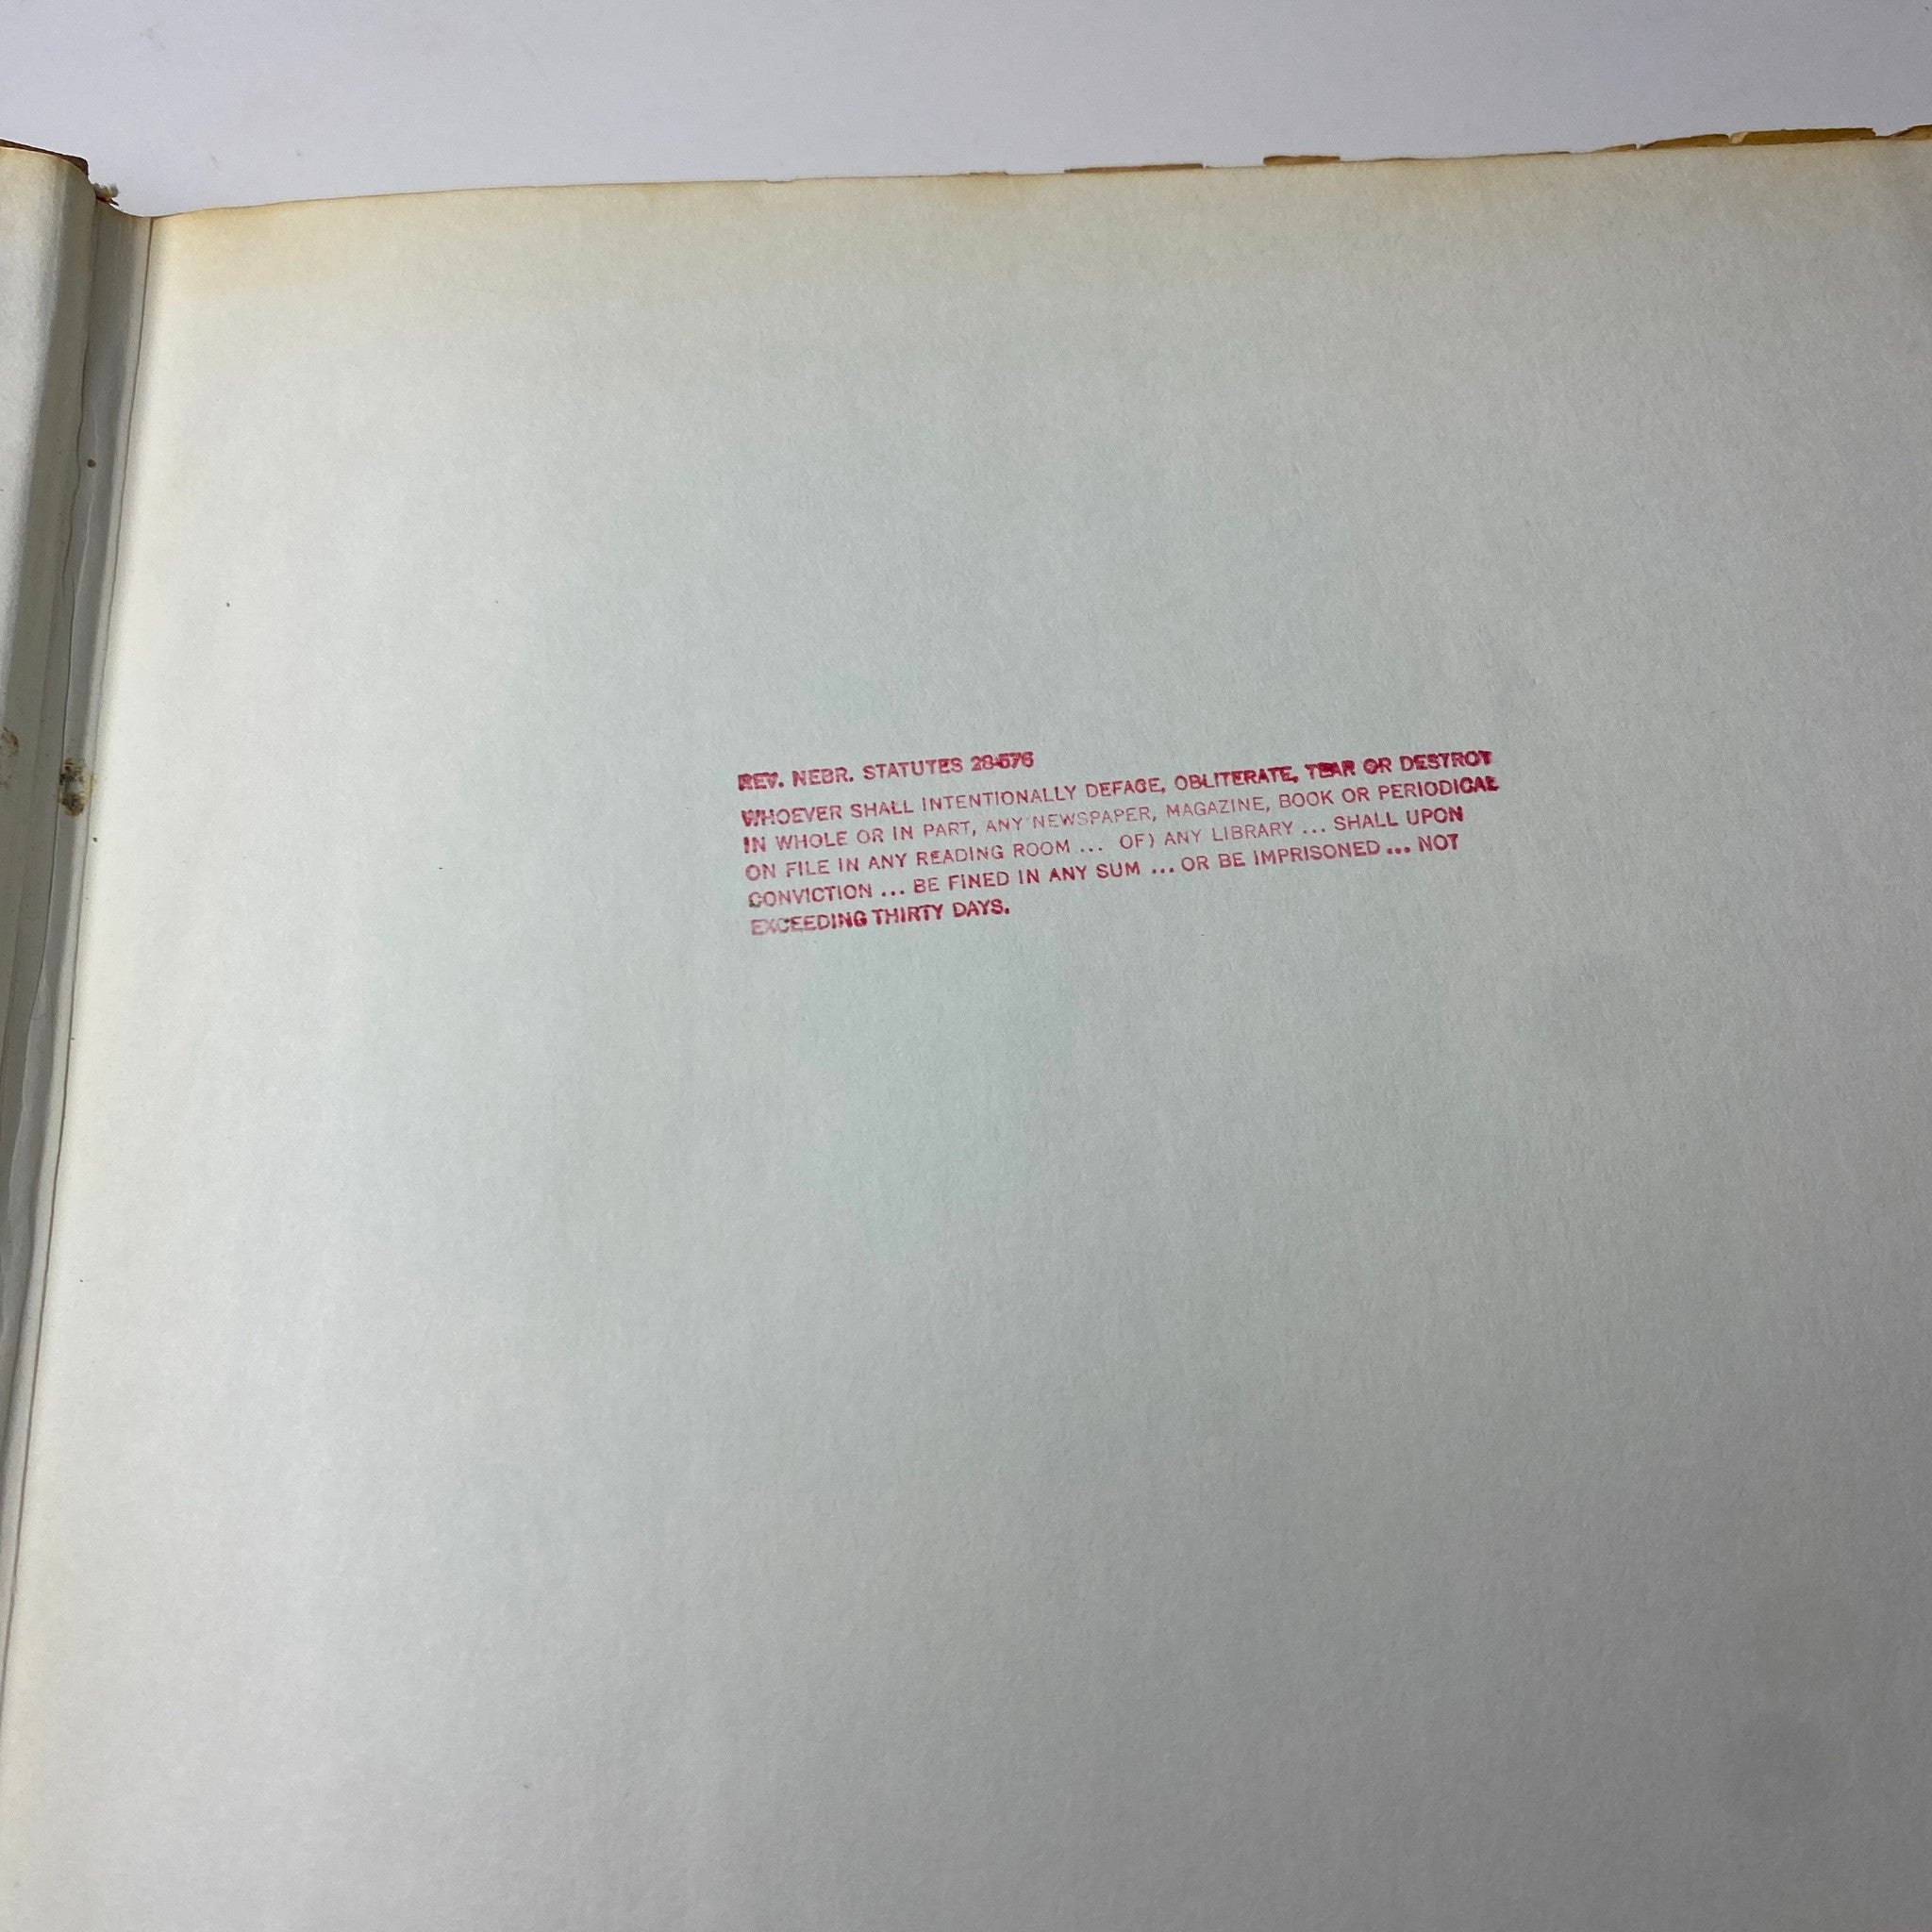 REV. NEBR. STATUTES 28-576
WHOEVER SHALL INTENTIONALLY DEFACE, OBLITERATE, TEAR OR DESTROY
IN WHOLE OR IN PART, ANY NEWSPAPER, MAGAZINE, BOOK OR PERIODICAL
ON FILE IN ANY READING ROOM ... OF) ANY LIBRARY ... SHALL UPON
CONVICTION ... BE FINED IN ANY SUM ... OR BE IMPRISONED ... NOT
EXCEEDING THIRTY DAYS.